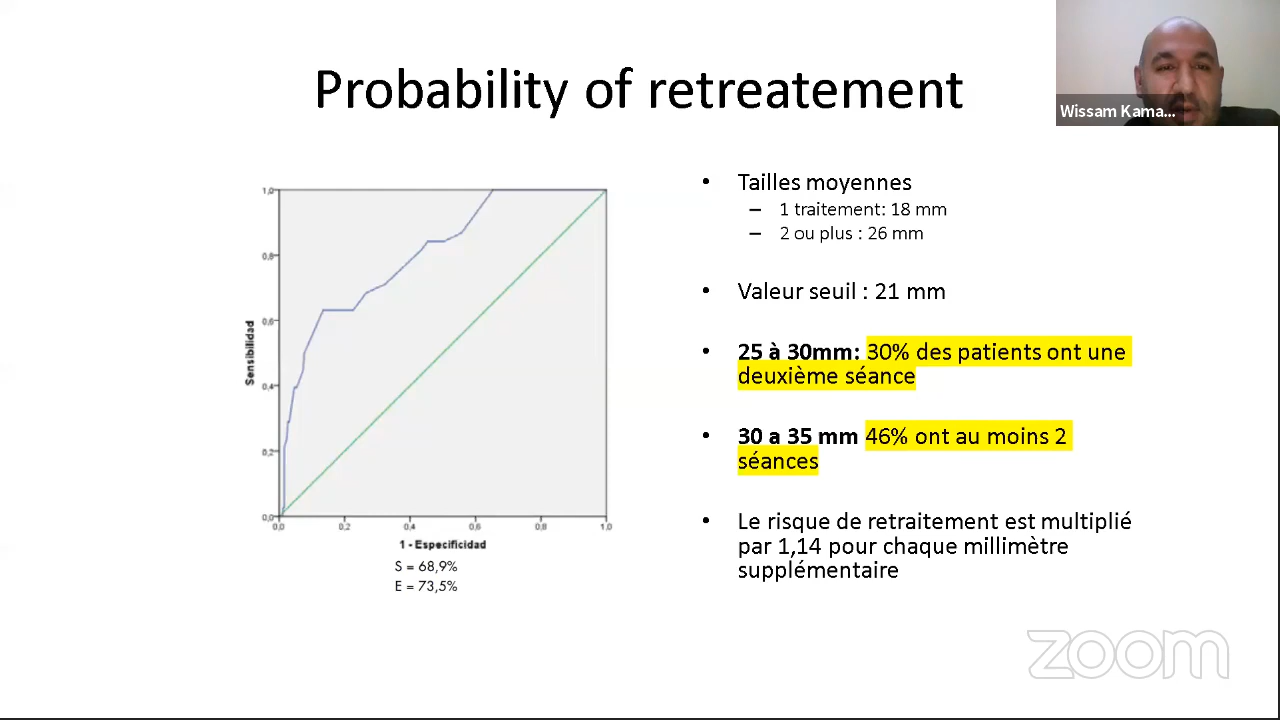 Probability of retreatement
Wissam Kama...
• Tailles moyennes
– 1 traitement: 18 mm
– 2 ou plus : 26 mm
• Valeur seuil : 21 mm
• 25 à 30mm: 30% des patients ont une
deuxième séance
• 30 a 35 mm 46% ont au moins 2
séances
• Le risque de retraitement est multiplié
par 1,14 pour chaque millimètre
supplémentaire
Sensibilidad
1,0
0,8
0,6
0,4
0,2
0,0
0,0 0,2 0,4 0,6 0,8 1,0
1 - Especificidad
S = 68,9%
E = 73,5%
zoom